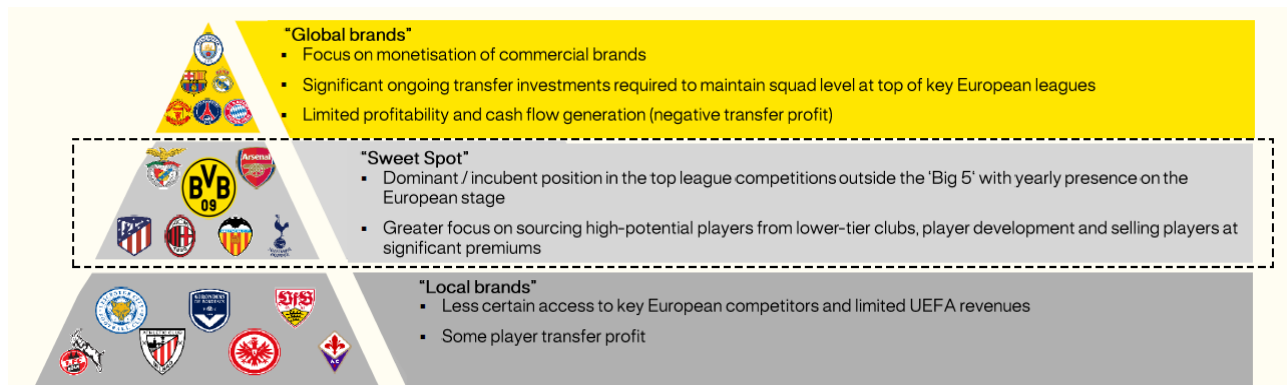 "Global brands"
▪ Focus on monetisation of commercial brands
▪ Significant ongoing transfer investments required to maintain squad level at top of key European leagues
▪ Limited profitability and cash flow generation (negative transfer profit)
Arsenal
BVB
09
"Sweet Spot"
▪ Dominant / incubent position in the top league competitions outside the 'Big 5' with yearly presence on the
European stage
▪ Greater focus on sourcing high-potential players from lower-tier clubs, player development and selling players at
significant premiums
"Local brands"
▪ Less certain access to key European competitors and limited UEFA revenues
▪ Some player transfer profit